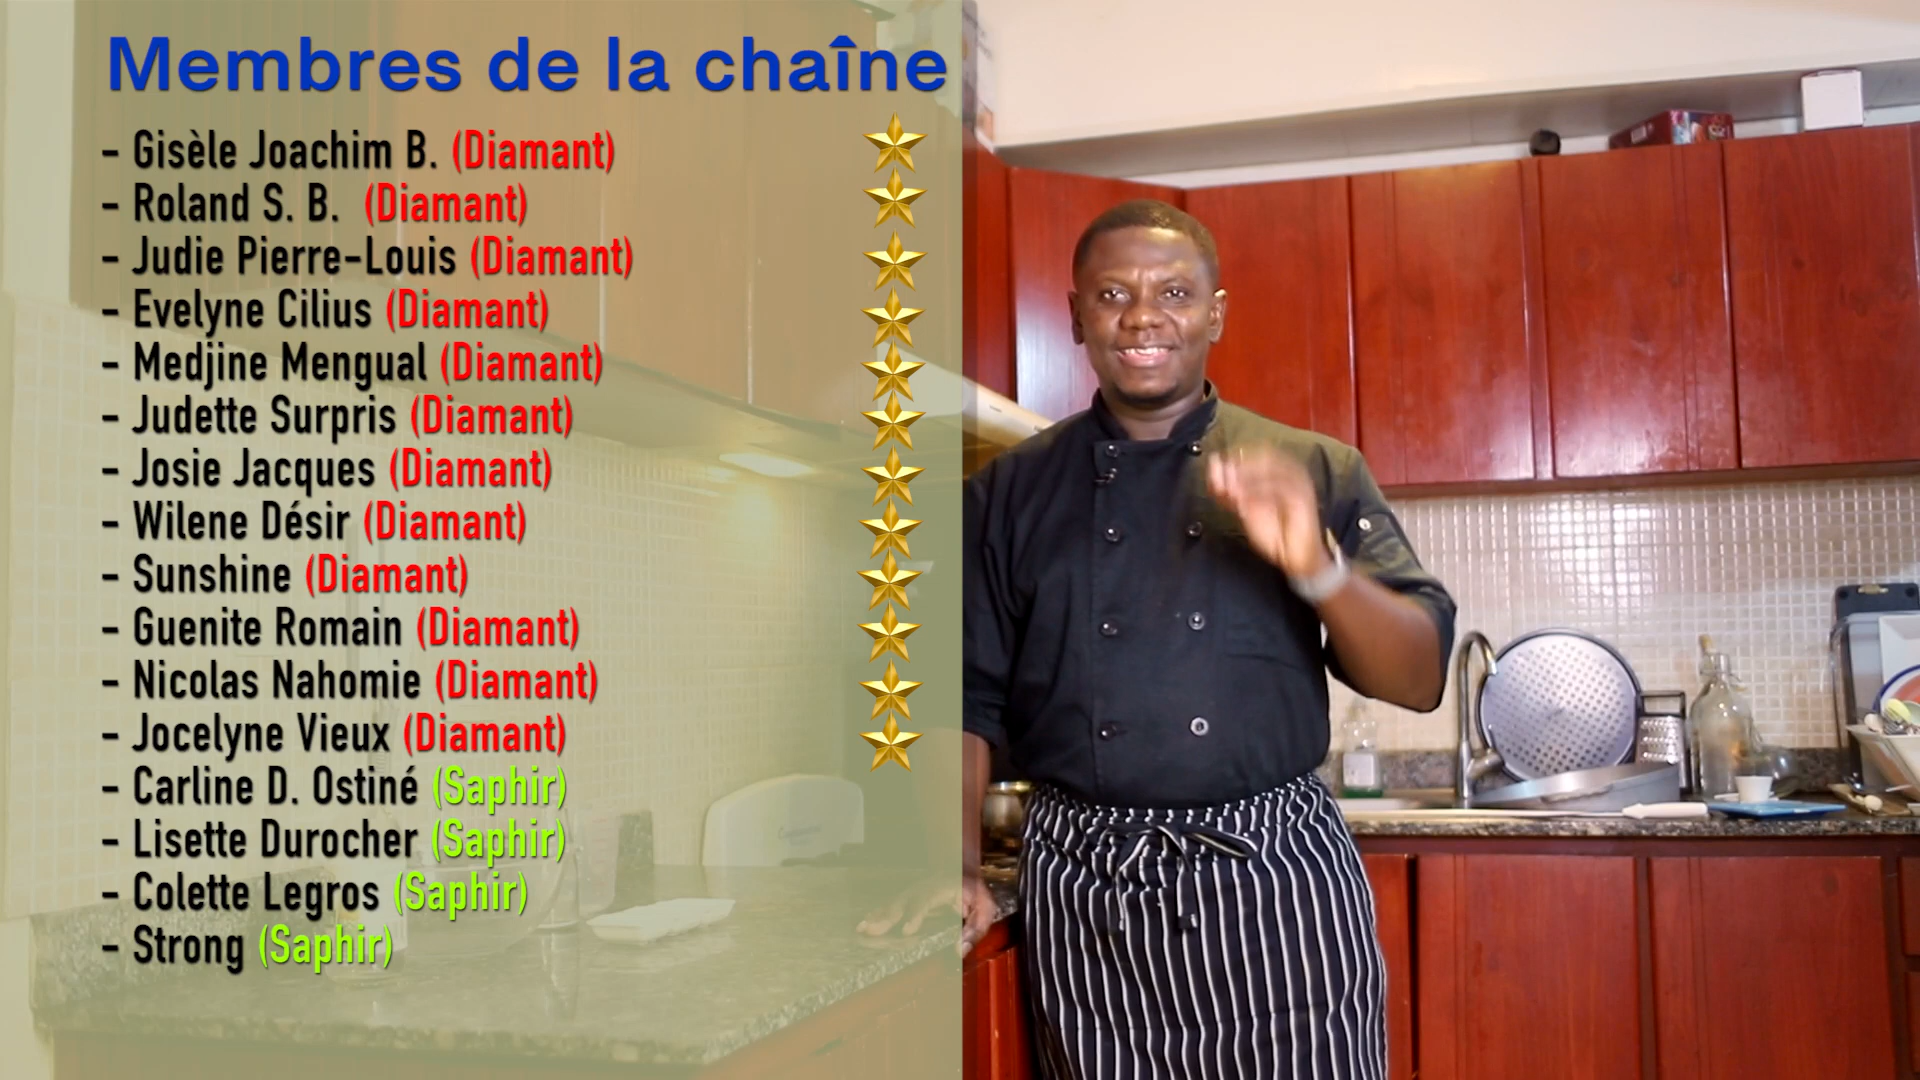 Membres de la chaîne
- Gisèle Joachim B. (Diamant)
- Roland S. B. (Diamant)
- Judie Pierre-Louis (Diamant)
- Evelyne Cilius (Diamant)
- Medjine Mengual (Diamant)
- Judette Surpris (Diamant)
- Josie Jacques (Diamant)
- Wilene Désir (Diamant)
- Sunshine (Diamant)
- Guenite Romain (Diamant)
- Nicolas Nahomie (Diamant)
- Jocelyne Vieux (Diamant)
- Carline D. Ostiné (Saphir)
- Lisette Durocher (Saphir)
- Colette Legros (Saphir)
- Strong (Saphir)